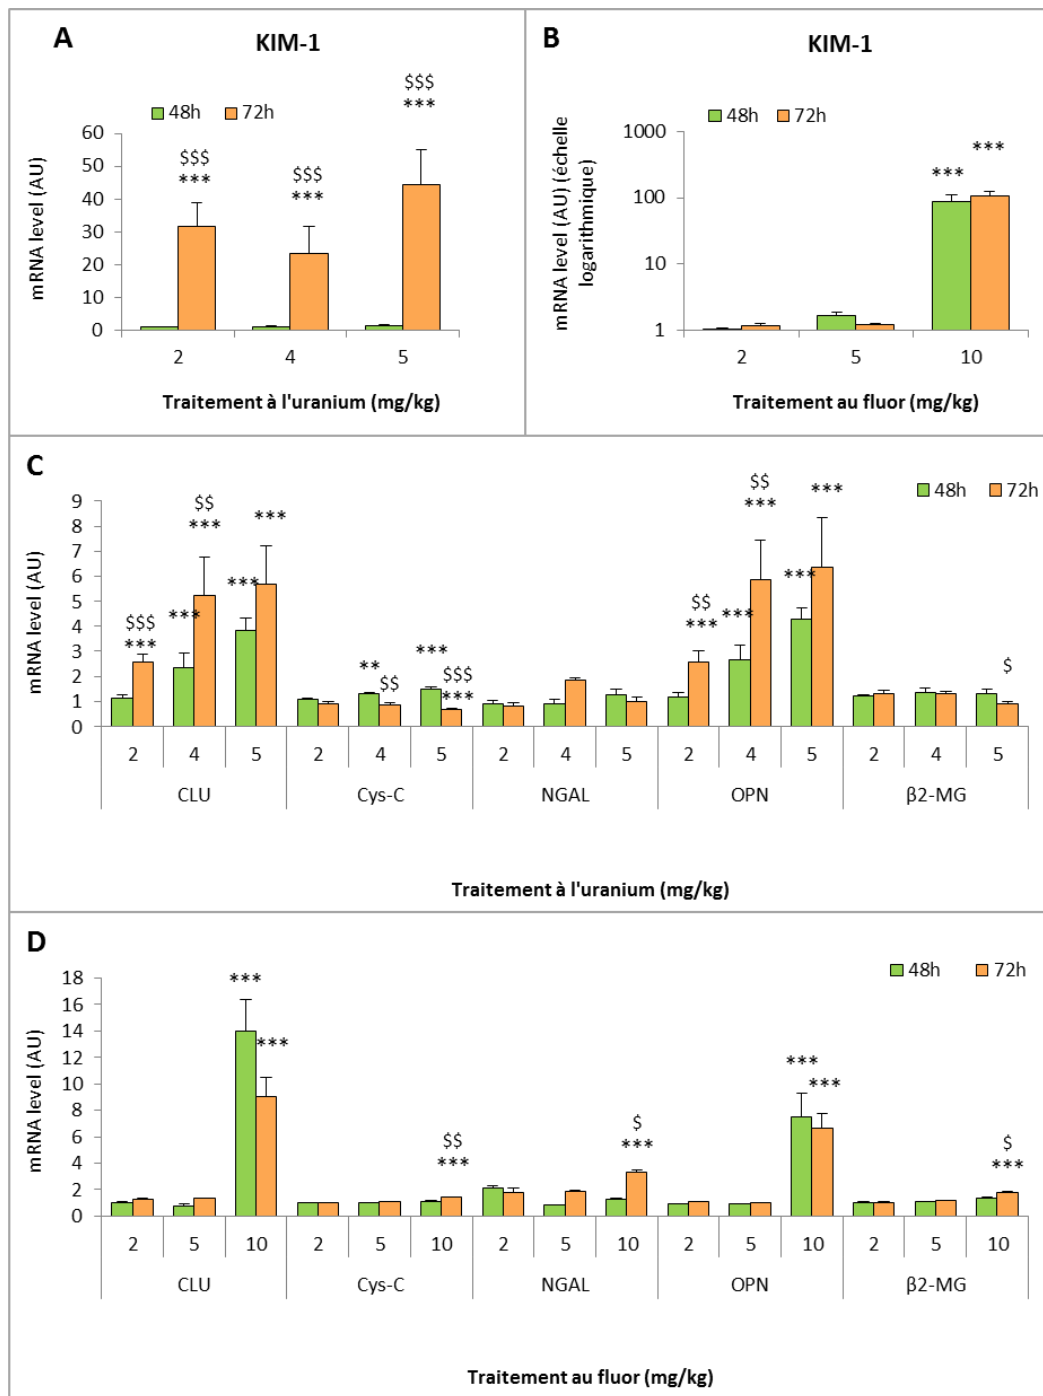 A
KIM-1
48h 72h
mRNA level (AU)
60
50
40
30
20
10
0
$$$
***
$$$
***
$$$
***
2 4 5
Traitement à l'uranium (mg/kg)
B
KIM-1
48h 72h
mRNA level (AU) (échelle
logarithmique)
1000
100
10
1
***
***
2 5 10
Traitement au fluor (mg/kg)
C
48h 72h
mRNA level (AU)
9
8
7
6
5
4
3
2
1
0
$$$
***
***
$$
***
***
***
**
$$
***
$$$
***
$$
***
***
$$
***
***
***
$
2 4 5 2 4 5 2 4 5 2 4 5 2 4 5
CLU Cys-C NGAL OPN β2-MG
Traitement à l'uranium (mg/kg)
D
48h 72h
mRNA level (AU)
18
16
14
12
10
8
6
4
2
0
***
***
$$
***
$
***
***
***
$
***
2 5 10 2 5 10 2 5 10 2 5 10 2 5 10
CLU Cys-C NGAL OPN β2-MG
Traitement au fluor (mg/kg)